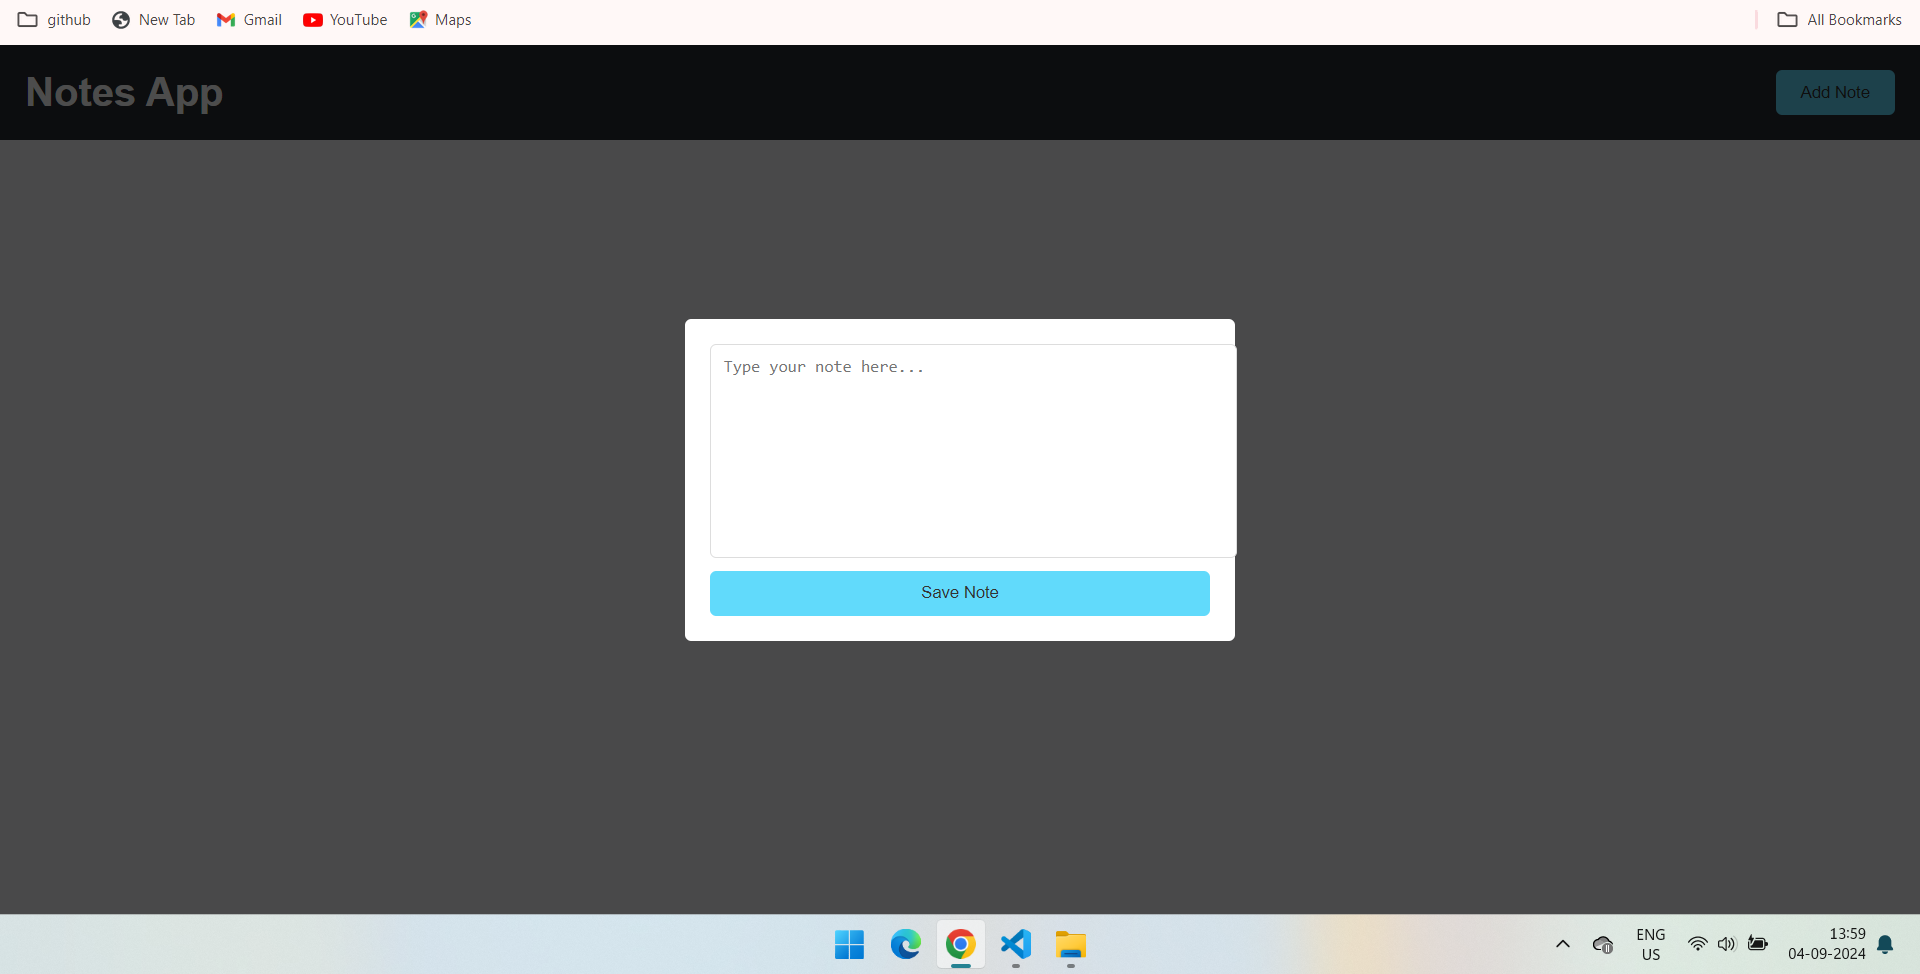 github New Tab Gmail YouTube Maps All Bookmarks
Notes App Add Note
Type your note here...
Save Note
ENG 13:59
US 04-09-2024